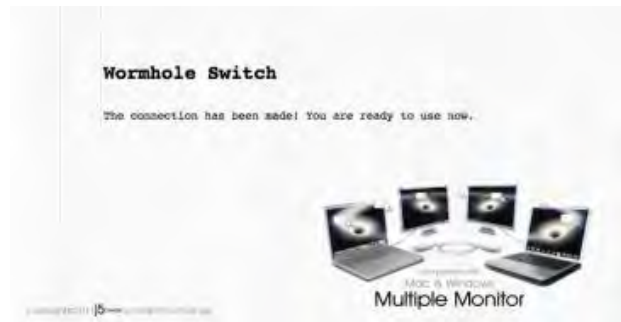 Wormhole Switch
The connection has been made! You are ready to use now.
Mac & Windows
Multiple Monitor